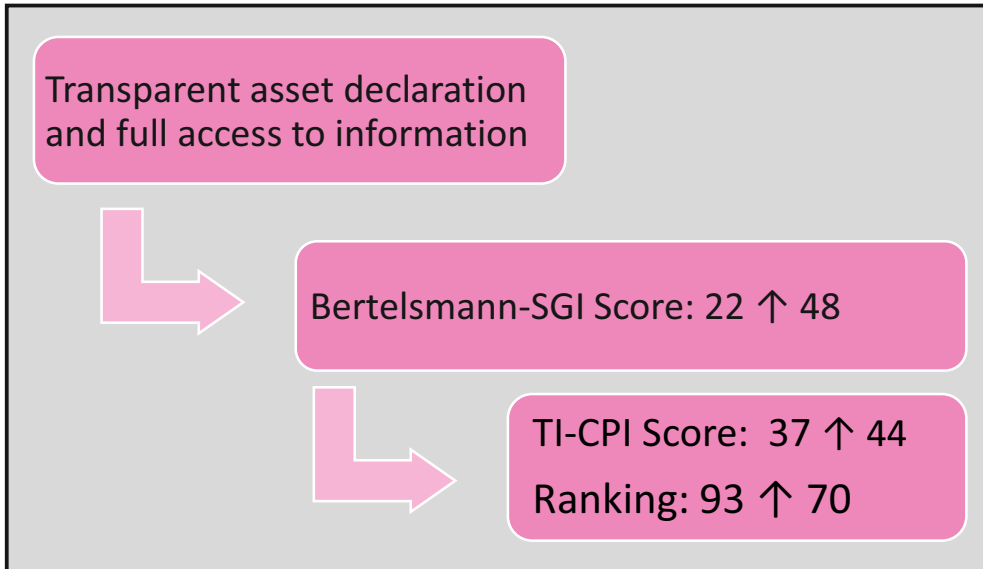 Transparent asset declaration
and full access to information
Bertelsmann-SGI Score: 22 ↑ 48
TI-CPI Score:  37 ↑ 44
Ranking: 93 ↑ 70